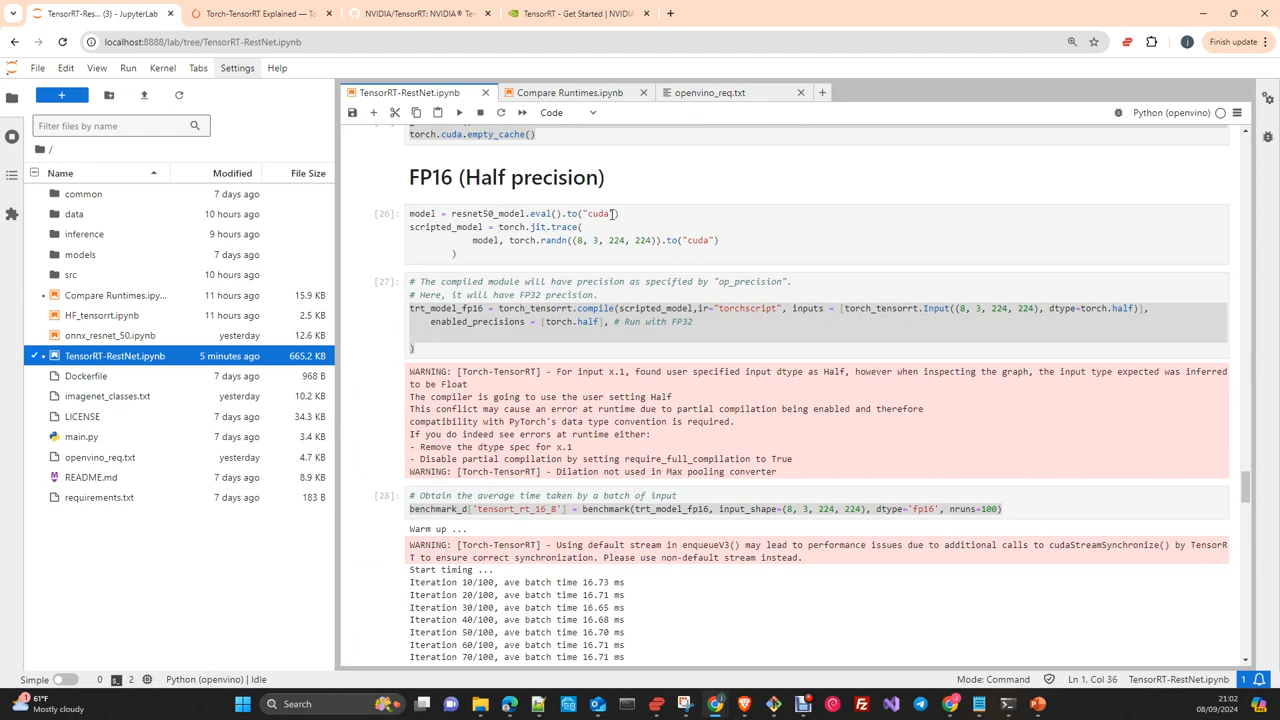 TensorRT-Res... (3) - JupyterLab
Torch-TensorRT Explained — To
NVIDIA/TensorRT: NVIDIA® Te
TensorRT - Get Started | NVIDIA
localhost:8888/lab/tree/TensorRT-RestNet.ipynb
Finish update
File Edit View Run Kernel Tabs Settings Help
TensorRT-RestNet.ipynb
Compare Runtimes.ipynb
openvino_req.txt
Code
Python (openvino)
Filter files by name
/
Name Modified File Size
common 7 days ago
data 10 hours ago
inference 9 hours ago
models 7 days ago
src 10 hours ago
Compare Runtimes.ipy... 11 hours ago 15.9 KB
HF_tensorrt.ipynb 11 hours ago 2.5 KB
onnx_resnet_50.ipynb yesterday 12.6 KB
TensorRT-RestNet.ipynb 5 minutes ago 665.2 KB
Dockerfile 7 days ago 968 B
imagenet_classes.txt yesterday 10.2 KB
LICENSE 7 days ago 34.3 KB
main.py 7 days ago 3.4 KB
openvino_req.txt yesterday 4.7 KB
README.md 7 days ago 8.9 KB
requirements.txt 7 days ago 183 B
torch.cuda.empty_cache()
FP16 (Half precision)
[26]: model = resnet50_model.eval().to("cuda")
scripted_model = torch.jit.trace(
model, torch.randn((8, 3, 224, 224)).to("cuda")
)
[27]: # The compiled module will have precision as specified by "op_precision".
# Here, it will have FP32 precision.
trt_model_fp16 = torch_tensorrt.compile(scripted_model,ir="torchscript", inputs = [torch_tensorrt.Input((8, 3, 224, 224), dtype=torch.half)],
enabled_precisions = [torch.half], # Run with FP32
)
WARNING: [Torch-TensorRT] - For input x.1, found user specified input dtype as Half, however when inspecting the graph, the input type expected was inferred
to be Float
The compiler is going to use the user setting Half
This conflict may cause an error at runtime due to partial compilation being enabled and therefore
compatibility with PyTorch's data type convention is required.
If you do indeed see errors at runtime either:
- Remove the dtype spec for x.1
- Disable partial compilation by setting require_full_compilation to True
WARNING: [Torch-TensorRT] - Dilation not used in Max pooling converter
[28]: # Obtain the average time taken by a batch of input
benchmark_d['tensort_rt_16_8'] = benchmark(trt_model_fp16, input_shape=(8, 3, 224, 224), dtype='fp16', nruns=100)
Warm up ...
WARNING: [Torch-TensorRT] - Using default stream in enqueueV3() may lead to performance issues due to additional calls to cudaStreamSynchronize() by TensorR
T to ensure correct synchronization. Please use non-default stream instead.
Start timing ...
Iteration 10/100, ave batch time 16.73 ms
Iteration 20/100, ave batch time 16.71 ms
Iteration 30/100, ave batch time 16.65 ms
Iteration 40/100, ave batch time 16.68 ms
Iteration 50/100, ave batch time 16.70 ms
Iteration 60/100, ave batch time 16.71 ms
Iteration 70/100, ave batch time 16.71 ms
Simple 0 2 Python (openvino) | Idle
Mode: Command Ln 1, Col 36 TensorRT-RestNet.ipynb 1
61°F
Mostly cloudy
Search
21:02
08/09/2024